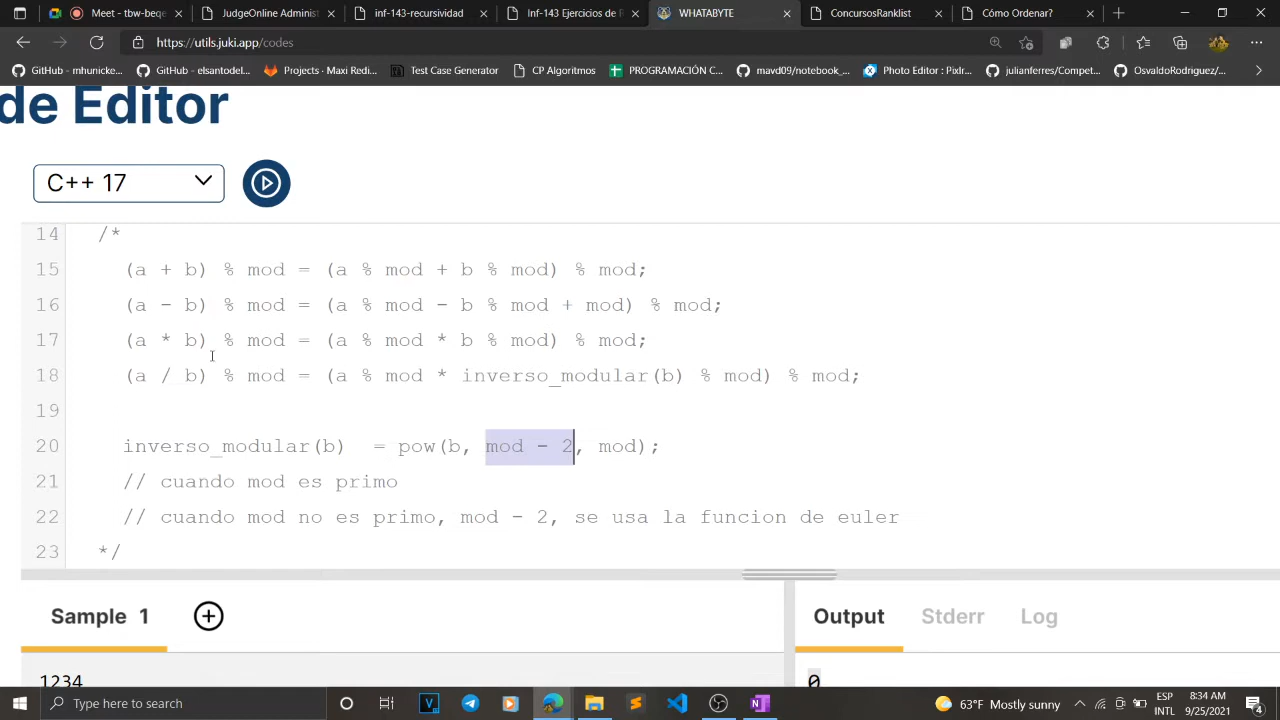 Meet - tbw-beqe
JudgeOnline Administ
inf-143-recursividad
Inf-143 Ejercicios de R
WHATABYTE
ConcursosRanklist
Cómo Ordenar?
https://utils.juki.app/codes
GitHub - mhunicke...
GitHub - elsantodel...
Projects · Maxi Redi...
Test Case Generator
CP Algoritmos
PROGRAMACIÓN C...
mavd09/notebook_...
Photo Editor : Pixlr...
julianferres/Compet...
OsvaldoRodriguez/...
de Editor
C++ 17
14 /*
15 (a + b) % mod = (a % mod + b % mod) % mod;
16 (a - b) % mod = (a % mod - b % mod + mod) % mod;
17 (a * b) % mod = (a % mod * b % mod) % mod;
18 (a / b) % mod = (a % mod * inverso_modular(b) % mod) % mod;
19
20 inverso_modular(b) = pow(b, mod - 2, mod);
21 // cuando mod es primo
22 // cuando mod no es primo, mod - 2, se usa la funcion de euler
23 */
Sample 1
Output Stderr Log
1234
0
Type here to search
63°F Mostly sunny
ESP
INTL
8:34 AM
9/25/2021
4